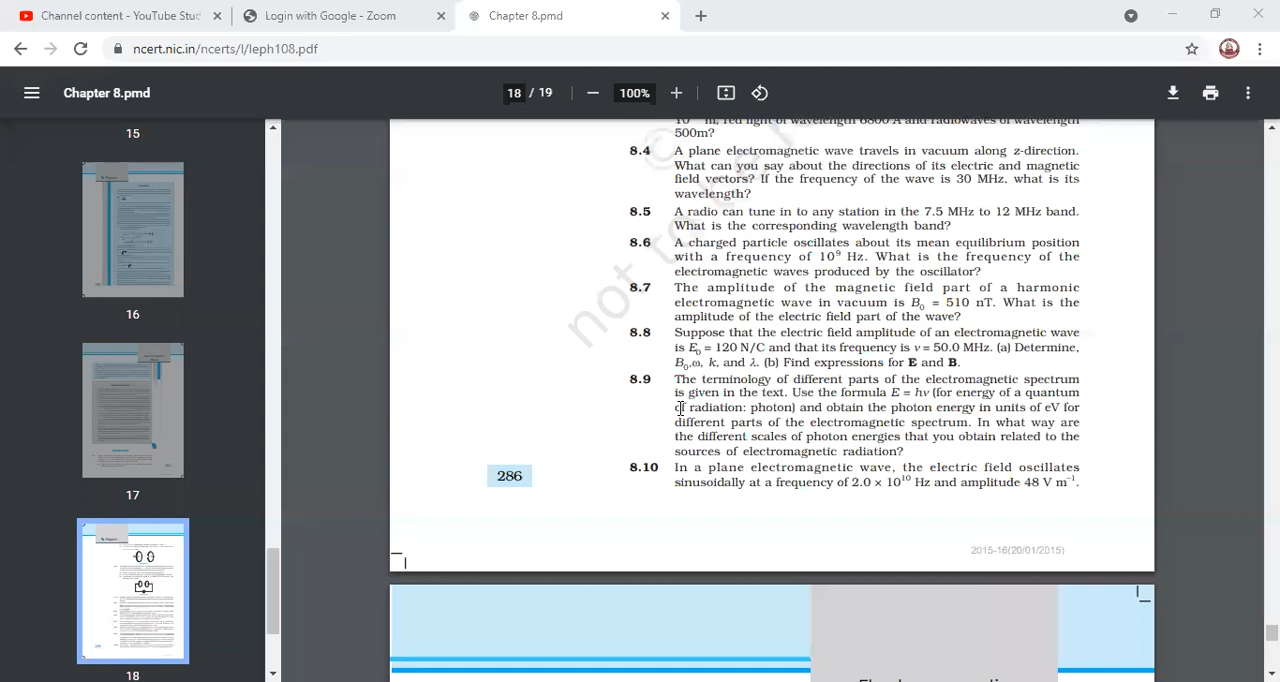 Channel content - YouTube Stu
Login with Google - Zoom
Chapter 8.pmd
ncert.nic.in/ncerts/l/leph108.pdf
Chapter 8.pmd
18 / 19
100%
15
16
17
18
10⁻¹⁰ m, red light of wavelength 6800 Å and radiowaves of wavelength
500m?
8.4 A plane electromagnetic wave travels in vacuum along z-direction.
What can you say about the directions of its electric and magnetic
field vectors? If the frequency of the wave is 30 MHz, what is its
wavelength?
8.5 A radio can tune in to any station in the 7.5 MHz to 12 MHz band.
What is the corresponding wavelength band?
8.6 A charged particle oscillates about its mean equilibrium position
with a frequency of 10⁹ Hz. What is the frequency of the
electromagnetic waves produced by the oscillator?
8.7 The amplitude of the magnetic field part of a harmonic
electromagnetic wave in vacuum is B₀ = 510 nT. What is the
amplitude of the electric field part of the wave?
8.8 Suppose that the electric field amplitude of an electromagnetic wave
is E₀ = 120 N/C and that its frequency is ν = 50.0 MHz. (a) Determine,
B₀,ω, k, and λ. (b) Find expressions for E and B.
8.9 The terminology of different parts of the electromagnetic spectrum
is given in the text. Use the formula E = hν (for energy of a quantum
of radiation: photon) and obtain the photon energy in units of eV for
different parts of the electromagnetic spectrum. In what way are
the different scales of photon energies that you obtain related to the
sources of electromagnetic radiation?
8.10 In a plane electromagnetic wave, the electric field oscillates
sinusoidally at a frequency of 2.0 × 10¹⁰ Hz and amplitude 48 V m⁻¹.
286
© not to
2015-16(20/01/2015)